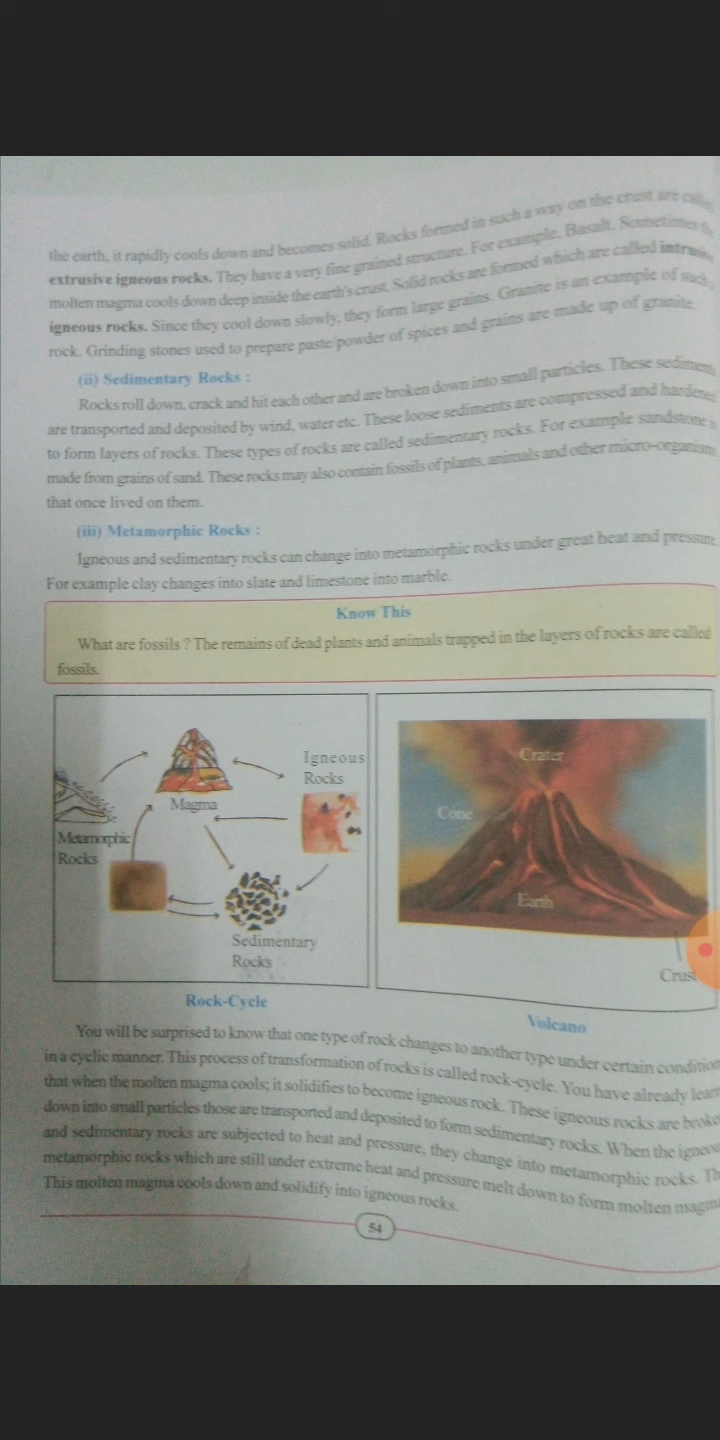 the earth, it rapidly cools down and becomes solid. Rocks formed in such a way on the crust are
extrusive igneous rocks. They have a very fine grained structure. For example, Basalt. Sometimes
molten magma cools down deep inside the earth's crust. Solid rocks are formed which are called
igneous rocks. Since they cool down slowly, they form large grains. Granite is an example of such
rock. Grinding stones used to prepare paste/powder of spices and grains are made up of granite.
(ii) Sedimentary Rocks :
Rocks roll down, crack and hit each other and are broken down into small particles. These
are transported and deposited by wind, water etc. These loose sediments are compressed and
to form layers of rocks. These types of rocks are called sedimentary rocks. For example sandstone
made from grains of sand. These rocks may also contain fossils of plants, animals and other
that once lived on them.
(iii) Metamorphic Rocks :
Igneous and sedimentary rocks can change into metamorphic rocks under great heat and pressure.
For example clay changes into slate and limestone into marble.
Know This
What are fossils ? The remains of dead plants and animals trapped in the layers of rocks are called
fossils.
Igneous
Rocks
Magma
Metamorphic
Rocks
Sedimentary
Rocks
Rock-Cycle
Crater
Cone
Earth
Crust
Volcano
You will be surprised to know that one type of rock changes to another type under certain
in a cyclic manner. This process of transformation of rocks is called rock-cycle. You have already
that when the molten magma cools; it solidifies to become igneous rock. These igneous rocks are
down into small particles those are transported and deposited to form sedimentary rocks. When the
and sedimentary rocks are subjected to heat and pressure, they change into metamorphic rocks.
metamorphic rocks which are still under extreme heat and pressure melt down to form molten
This molten magma cools down and solidify into igneous rocks.
54